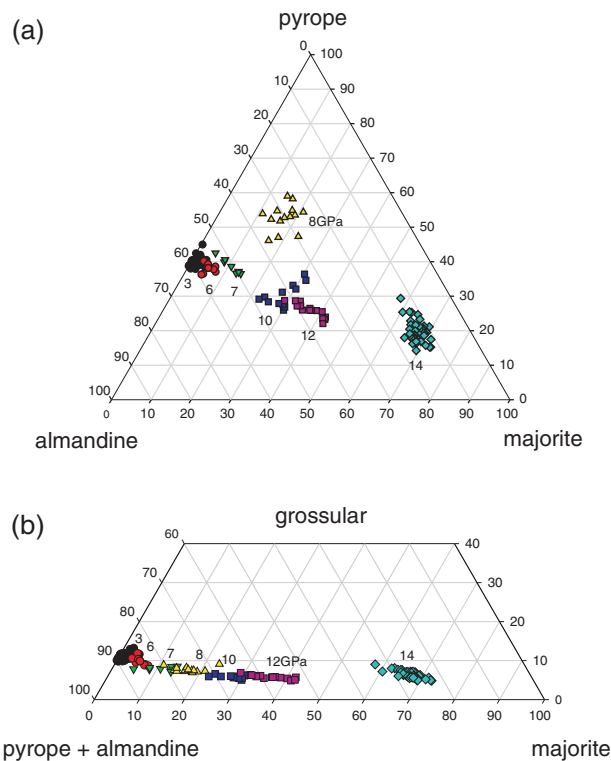 (a)
pyrope
0 100
10 90
20 80
30 70
40 60
8GPa
50 50
60 40
3 6 7
70 30
10 12
80 20
14
90 10
100 0
0 10 20 30 40 50 60 70 80 90 100
almandine majorite
(b)
grossular
60 40
70 30
80 20
3 6 7 8 10 12GPa 14
90 10
100 0
0 10 20 30 40 50 60 70 80 90 100
pyrope + almandine majorite